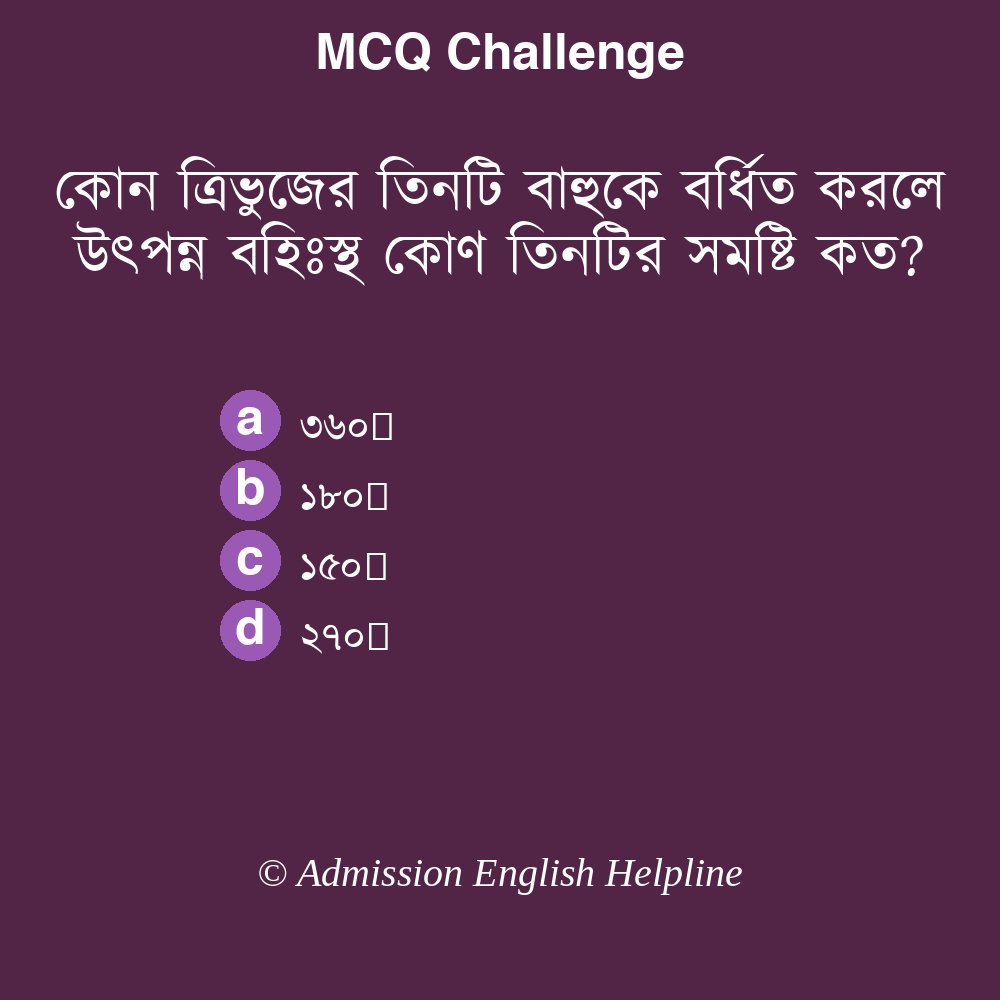 MCQ Challenge
কোন ত্রিভুজের তিনটি বাহুকে বর্ধিত করলে
উৎপন্ন বহিঃস্থ কোণ তিনটির সমষ্টি কত?
a ৩৬০▯
b ১৮০▯
c ১৫০▯
d ২৭০▯
© Admission English Helpline